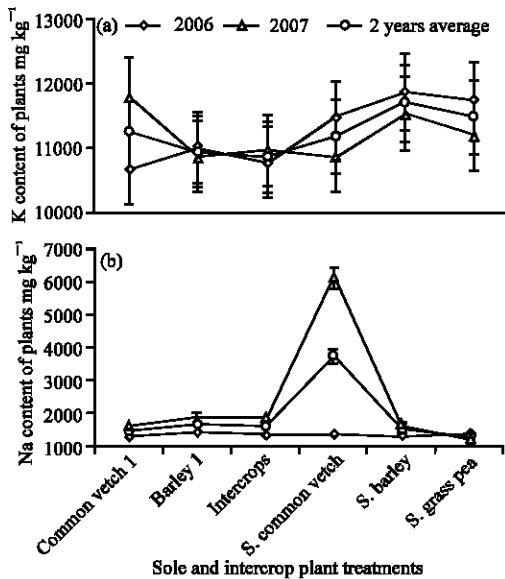 (a) 2006 2007 2 years average
K content of plants mg kg⁻¹
13000
12000
11000
10000
(b)
Na content of plants mg kg⁻¹
7000
6000
5000
4000
3000
2000
1000
Common vetch 1
Barley 1
Intercrops
S. common vetch
S. barley
S. grass pea
Sole and intercrop plant treatments